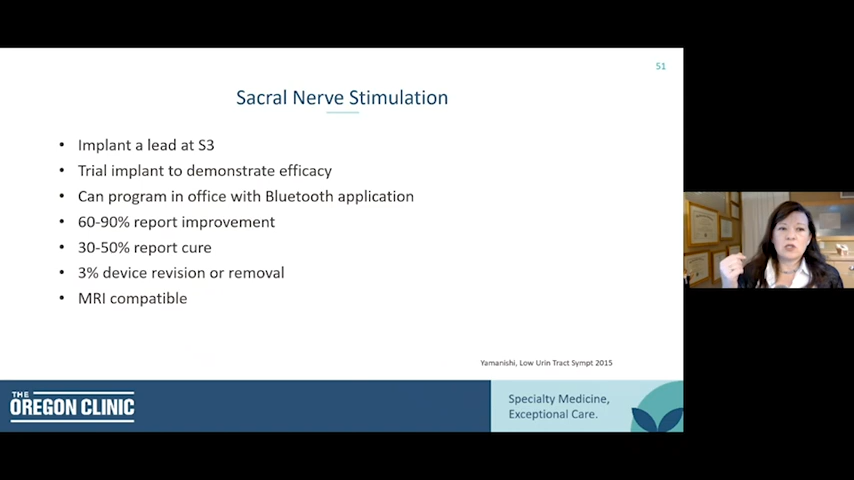 51
Sacral Nerve Stimulation
• Implant a lead at S3
• Trial implant to demonstrate efficacy
• Can program in office with Bluetooth application
• 60-90% report improvement
• 30-50% report cure
• 3% device revision or removal
• MRI compatible
Yamanishi, Low Urin Tract Sympt 2015
THE
OREGON CLINIC
Specialty Medicine,
Exceptional Care.